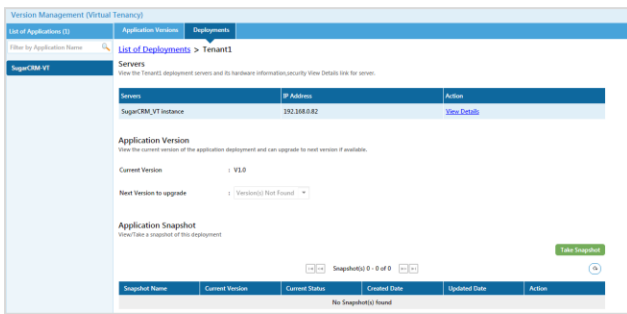 Version Management (Virtual Tenancy)
List of Applications (1)
Application Versions
Deployments
Filter by Application Name
List of Deployments > Tenant1
SugarCRM-VT
Servers
View the Tenant1 deployment servers and its hardware information,security View Details link for server.
Servers IP Address Action
SugarCRM_VT instance 192.168.0.82 View Details
Application Version
View the current version of the application deployment and can upgrade to next version if available.
Current Version : V1.0
Next Version to upgrade : Version(s) Not Found
Application Snapshot
View/Take a snapshot of this deployment
Take Snapshot
Snapshot(s) 0 - 0 of 0
Snapshot Name Current Version Current Status Created Date Updated Date Action
No Snapshot(s) found